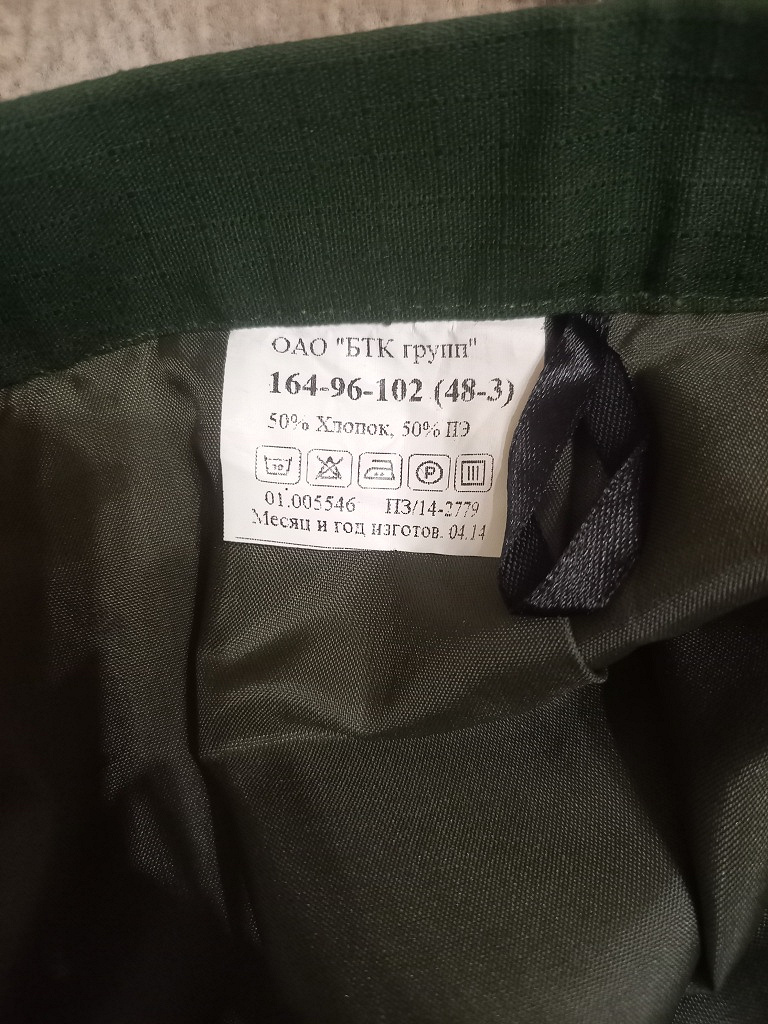 ОАО "БТК групп"
164-96-102 (48-3)
50% Хлопок, 50% ПЭ
P
01.005546 ПЗ/14-2779
Месяц и год изготов. 04.14